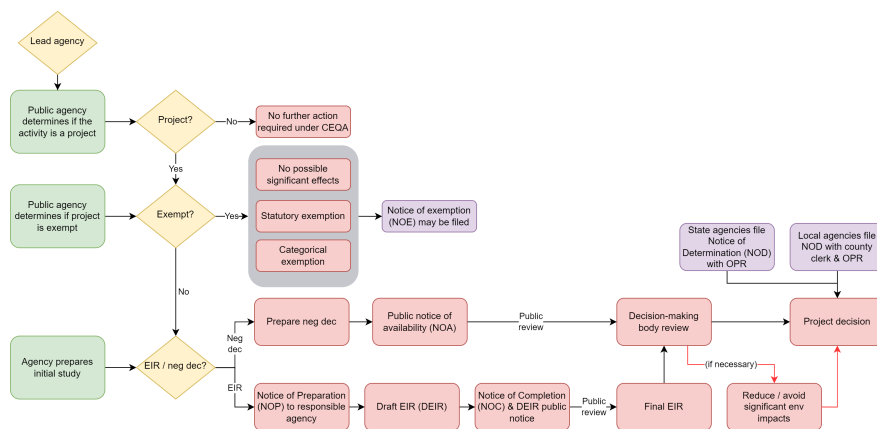 Lead agency
Public agency
determines if the
activity is a project
Project?
No
No further action
required under CEQA
Yes
Public agency
determines if project
is exempt
Exempt?
Yes
No possible
significant effects
Statutory exemption
Categorical
exemption
Notice of exemption
(NOE) may be filed
State agencies file
Notice of
Determination (NOD)
with OPR
Local agencies file
NOD with county
clerk & OPR
No
Agency prepares
initial study
EIR / neg dec?
Neg
dec
Prepare neg dec
Public notice of
availability (NOA)
Public
review
Decision-making
body review
Project decision
(if necessary)
EIR
Notice of Preparation
(NOP) to responsible
agency
Draft EIR (DEIR)
Notice of Completion
(NOC) & DEIR public
notice
Public
review
Final EIR
Reduce / avoid
significant env
impacts